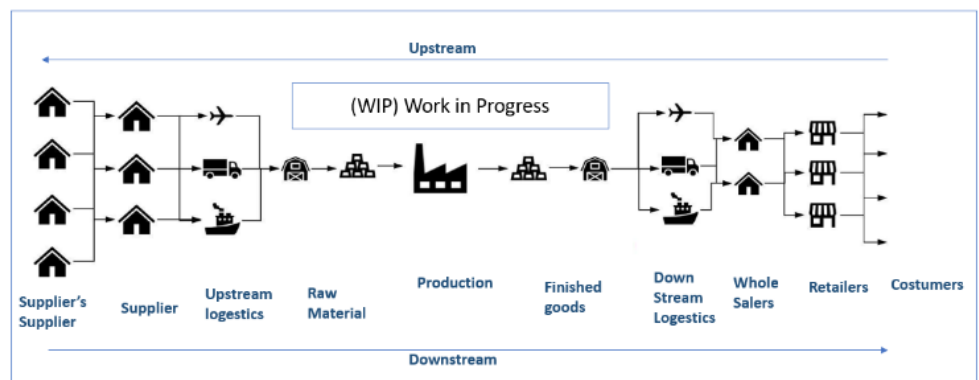 Upstream
(WIP) Work in Progress
Supplier's
Supplier
Supplier
Upstream
logestics
Raw
Material
Production
Finished
goods
Down
Stream
Logestics
Whole
Salers
Retailers
Costumers
Downstream